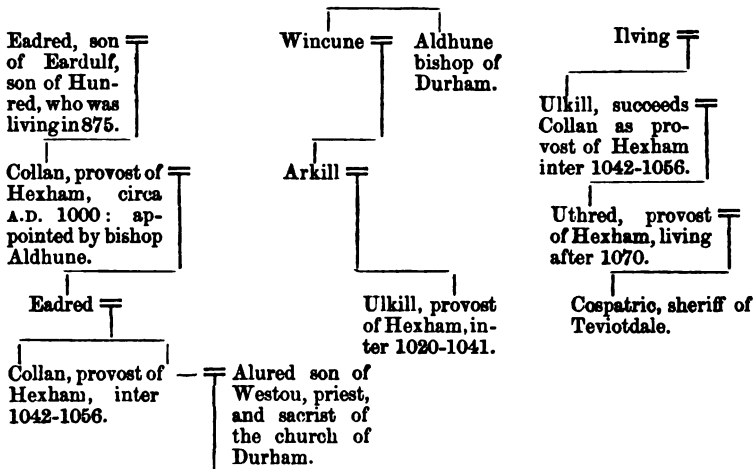 Eadred, son
of Eardulf,
son of Hun-
red, who was
living in 875.
Collan, provost of
Hexham, circa
A.D. 1000: ap-
pointed by bishop
Aldhune.
Eadred
Collan, provost of
Hexham, inter
1042-1056.
Alured son of
Westou, priest,
and sacrist of
the church of
Durham.
Wincune
Aldhune
bishop of
Durham.
Arkill
Ulkill, provost
of Hexham, in-
ter 1020-1041.
Ilving
Ulkill, succeeds
Collan as pro-
vost of Hexham
inter 1042-1056.
Uthred, provost
of Hexham, living
after 1070.
Cospatric, sheriff of
Teviotdale.